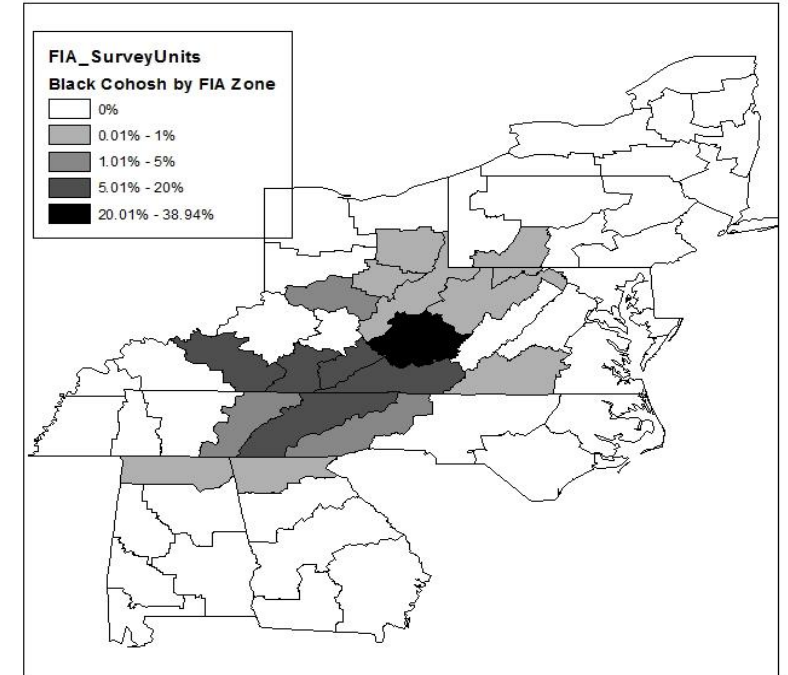 FIA_SurveyUnits
Black Cohosh by FIA Zone
0%
0.01% - 1%
1.01% - 5%
5.01% - 20%
20.01% - 38.94%